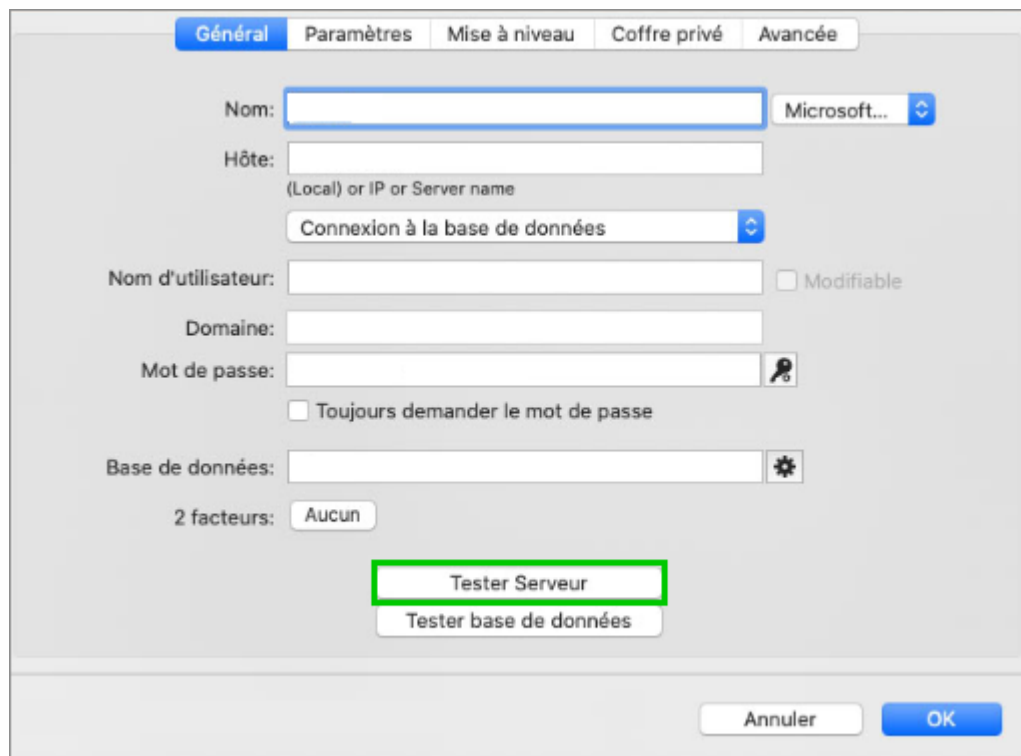 Général Paramètres Mise à niveau Coffre privé Avancée
Nom: Microsoft...
Hôte:
(Local) or IP or Server name
Connexion à la base de données
Nom d'utilisateur: Modifiable
Domaine:
Mot de passe:
Toujours demander le mot de passe
Base de données:
2 facteurs: Aucun
Tester Serveur
Tester base de données
Annuler OK